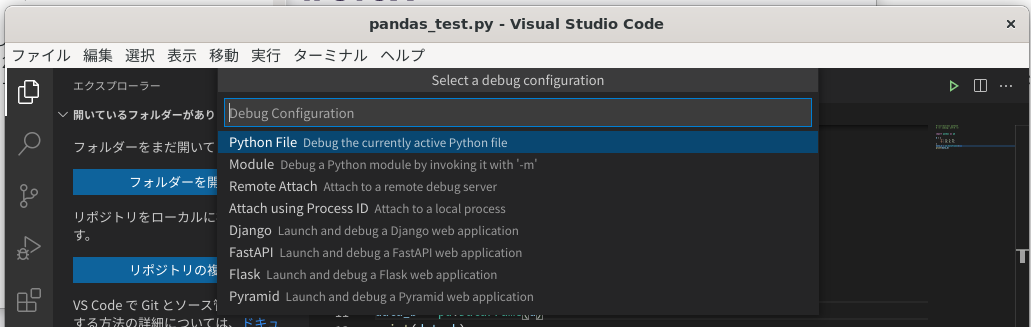 pandas_test.py - Visual Studio Code
ファイル 編集 選択 表示 移動 実行 ターミナル ヘルプ
Select a debug configuration
エクスプローラー
Debug Configuration
開いているフォルダーがあり
Python File Debug the currently active Python file
フォルダーをまだ開いて
Module Debug a Python module by invoking it with '-m'
フォルダーを開
Remote Attach Attach to a remote debug server
リポジトリをローカルに
す。
Attach using Process ID Attach to a local process
Django Launch and debug a Django web application
FastAPI Launch and debug a FastAPI web application
リポジトリの複
Flask Launch and debug a Flask web application
Pyramid Launch and debug a Pyramid web application
VS Code で Git とソース管
する方法の詳細については、ドキュ